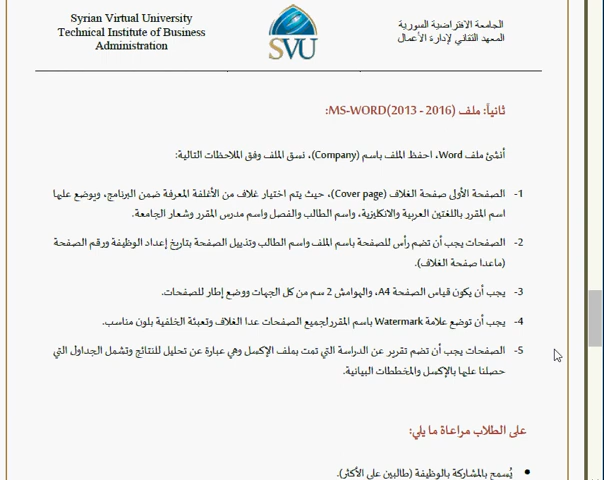 Syrian Virtual University
Technical Institute of Business
Administration
SVU
الجامعة الافتراضية السورية
المعهد التقاني لإدارة الأعمال
ثانياً: ملف MS-WORD(2013 - 2016):
أنشئ ملف Word، احفظ الملف باسم (Company)، نسق الملف وفق الملاحظات التالية:
1- الصفحة الأولى صفحة الغلاف (Cover page)، حيث يتم اختيار غلاف من الأغلفة المعرفة ضمن البرنامج، ويوضع عليها
اسم المقرر باللغتين العربية والانكليزية، واسم الطالب والفصل واسم مدرس المقرر وشعار الجامعة.
2- الصفحات يجب أن تضم رأس للصفحة باسم الملف واسم الطالب وتذييل الصفحة بتاريخ إعداد الوظيفة ورقم الصفحة
(ماعدا صفحة الغلاف).
3- يجب أن يكون قياس الصفحة A4، والهوامش 2 سم من كل الجهات ووضع إطار للصفحات.
4- يجب أن توضع علامة Watermark باسم المقرر لجميع الصفحات عدا الغلاف وتعبئة الخلفية بلون مناسب.
5- الصفحات يجب أن تضم تقرير عن الدراسة التي تمت بملف الإكسل وهي عبارة عن تحليل للنتائج وتشمل الجداول التي
حصلنا عليها بالإكسل والمخططات البيانية.
على الطلاب مراعاة ما يلي:
• يُسمح بالمشاركة بالوظيفة (طالبين على الأكثر).